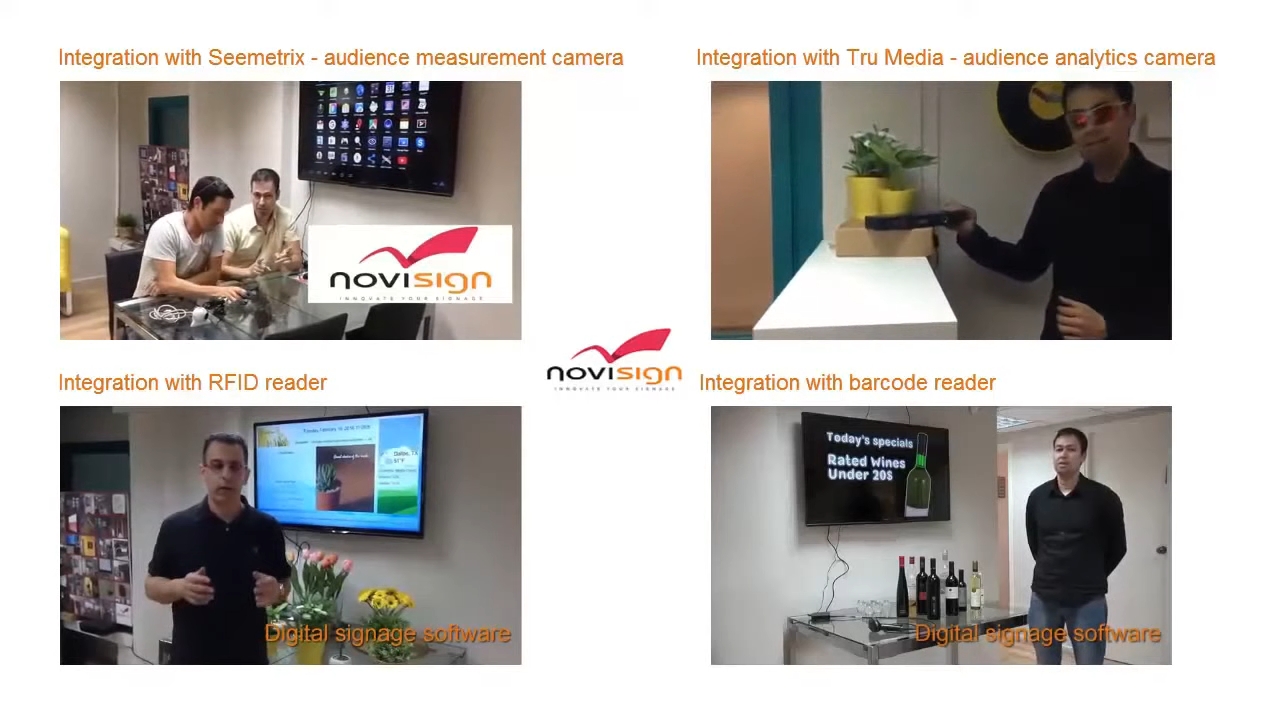 Integration with Seemetrix - audience measurement camera
Integration with Tru Media - audience analytics camera
novisign
INNOVATE YOUR SIGNAGE
novisign
INNOVATE YOUR SIGNAGE
Integration with RFID reader
Integration with barcode reader
Dallas, TX
Digital signage software
Today's specials
Rated Wines
Under 20$
Digital signage software